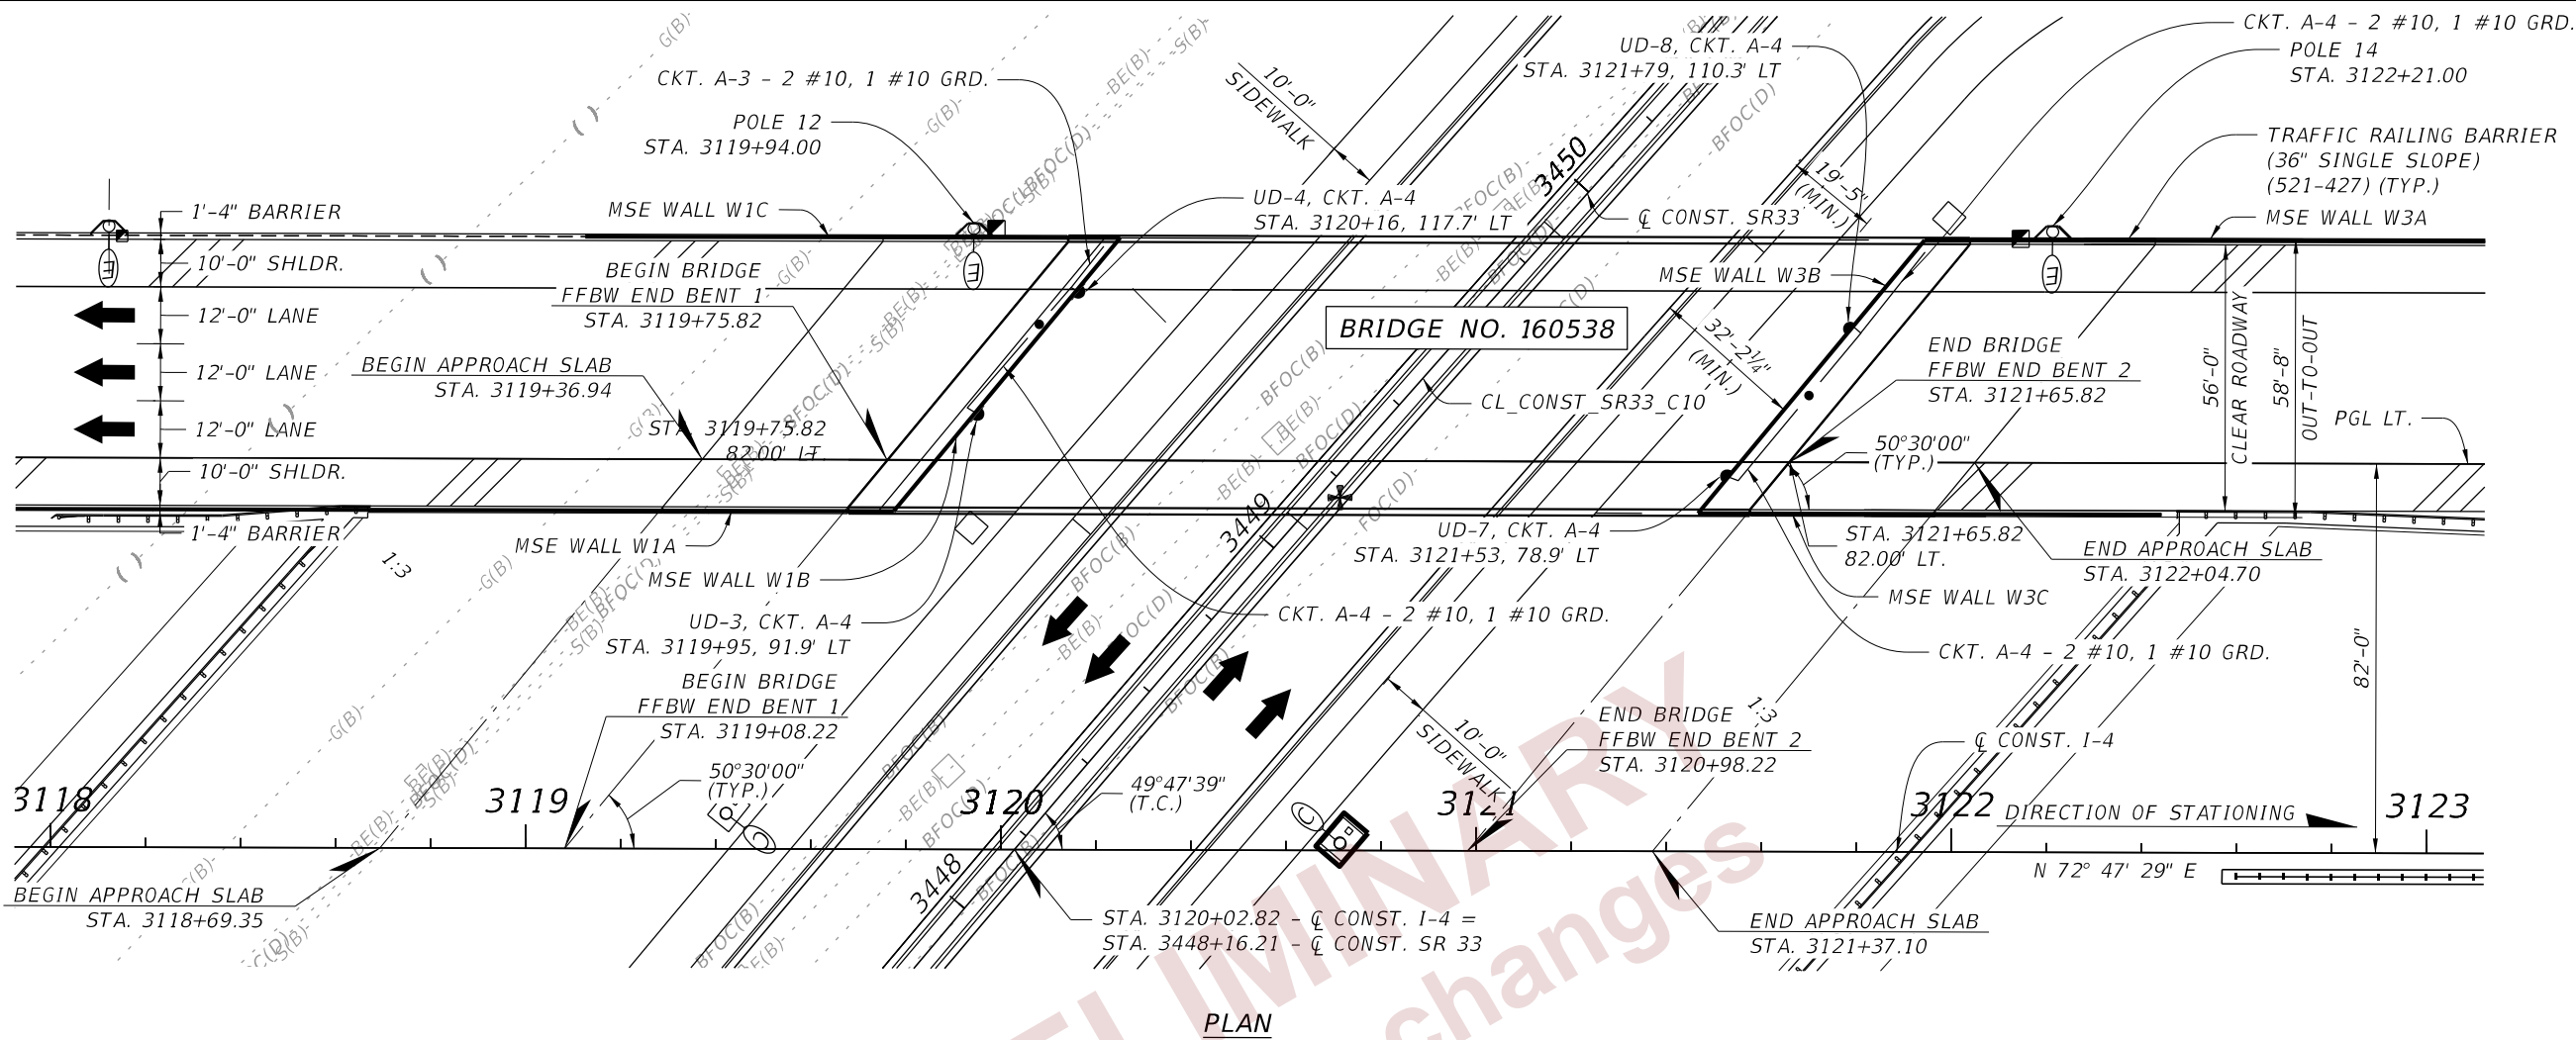 CKT. A-4 - 2 #10, 1 #10 GRD.
POLE 14
STA. 3122+21.00
UD-8, CKT. A-4
STA. 3121+79, 110.3' LT
CKT. A-3 - 2 #10, 1 #10 GRD.
POLE 12
STA. 3119+94.00
10'-0"
SIDEWALK
3450
19'-5"
(MIN.)
TRAFFIC RAILING BARRIER
(36" SINGLE SLOPE)
(521-427) (TYP.)
MSE WALL W3A
1'-4" BARRIER
MSE WALL W1C
UD-4, CKT. A-4
STA. 3120+16, 117.7' LT
℄ CONST. SR33
10'-0" SHLDR.
BEGIN BRIDGE
FFBW END BENT 1
STA. 3119+75.82
MSE WALL W3B
12'-0" LANE
12'-0" LANE
12'-0" LANE
BRIDGE NO. 160538
32'-2¼"
(MIN.)
END BRIDGE
FFBW END BENT 2
STA. 3121+65.82
56'-0"
CLEAR ROADWAY
58'-8"
OUT-TO-OUT
BEGIN APPROACH SLAB
STA. 3119+36.94
CL_CONST_SR33_C10
PGL LT.
STA. 3119+75.82
82.00' LT.
50°30'00"
(TYP.)
10'-0" SHLDR.
1'-4" BARRIER
MSE WALL W1A
1:3
MSE WALL W1B
3449
UD-7, CKT. A-4
STA. 3121+53, 78.9' LT
STA. 3121+65.82
82.00' LT.
END APPROACH SLAB
STA. 3122+04.70
MSE WALL W3C
UD-3, CKT. A-4
STA. 3119+95, 91.9' LT
CKT. A-4 - 2 #10, 1 #10 GRD.
CKT. A-4 - 2 #10, 1 #10 GRD.
82'-0"
BEGIN BRIDGE
FFBW END BENT 1
STA. 3119+08.22
10'-0"
SIDEWALK
1:3
END BRIDGE
FFBW END BENT 2
STA. 3120+98.22
℄ CONST. I-4
50°30'00"
(TYP.)
49°47'39"
(T.C.)
3118
3119
3120
3121
3122
DIRECTION OF STATIONING
3123
3448
N 72° 47' 29" E
BEGIN APPROACH SLAB
STA. 3118+69.35
STA. 3120+02.82 - ℄ CONST. I-4 =
STA. 3448+16.21 - ℄ CONST. SR 33
END APPROACH SLAB
STA. 3121+37.10
changes
PLAN
G(B)
BE(B)
S(B)
BFOC(D)
BFOC(B)